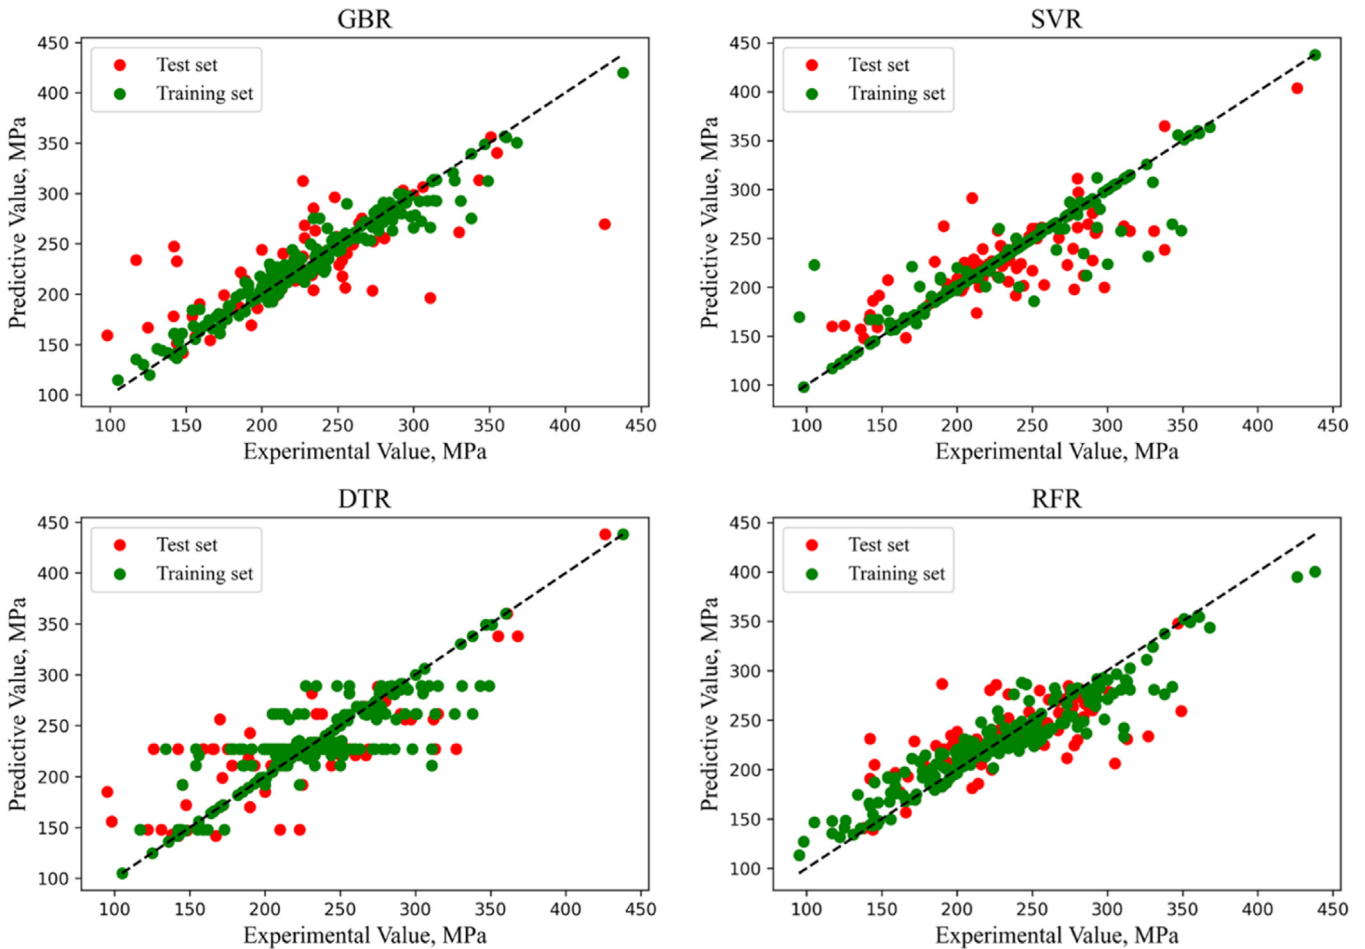 GBR
450
400
350
300
250
200
150
100
Predictive Value, MPa
Test set
Training set
100 150 200 250 300 350 400 450
Experimental Value, MPa
SVR
450
400
350
300
250
200
150
100
Predictive Value, MPa
Test set
Training set
100 150 200 250 300 350 400 450
Experimental Value, MPa
DTR
450
400
350
300
250
200
150
100
Predictive Value, MPa
Test set
Training set
100 150 200 250 300 350 400 450
Experimental Value, MPa
RFR
450
400
350
300
250
200
150
100
Predictive Value, MPa
Test set
Training set
100 150 200 250 300 350 400 450
Experimental Value, MPa